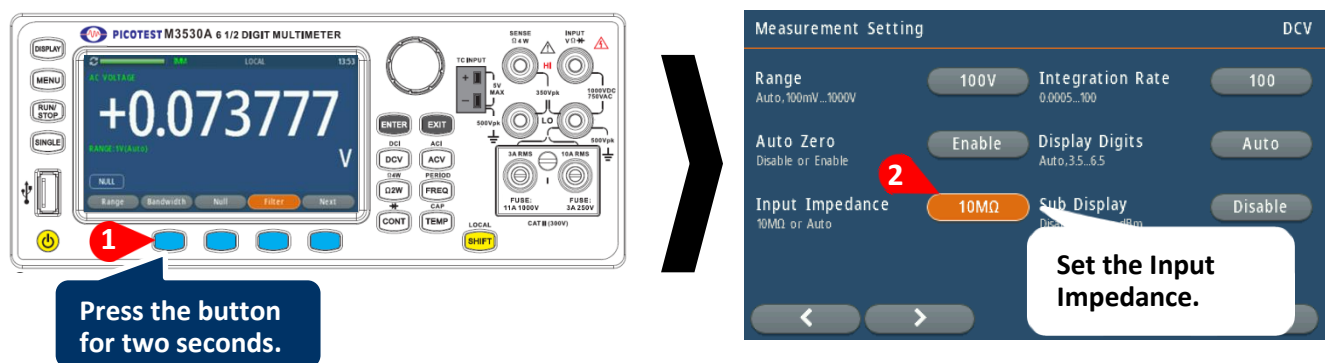 PICOTEST M3530A 6 1/2 DIGIT MULTIMETER
DISPLAY
MENU
RUN/
STOP
SINGLE
IMM
LOCAL
13:53
AC VOLTAGE
+0.073777
RANGE:1V(Auto)
V
NULL
Range Bandwidth Null Filter Next
1
Press the button
for two seconds.
ENTER EXIT
DCI ACI
DCV ACV
Ω4W PERIOD
Ω2W FREQ
CAP
CONT TEMP
LOCAL
SHIFT
TC INPUT
+
−
5V
MAX
500Vpk
SENSE
Ω 4 W
INPUT
V Ω
HI
350Vpk
1000VDC
750VAC
LO
500Vpk
3A RMS 10A RMS
I
FUSE:
11A 1000V
FUSE:
3A 250V
CAT II (300V)
Measurement Setting DCV
Range 100V Integration Rate 100
Auto,100mV...1000V 0.0005...100
Auto Zero Enable Display Digits Auto
Disable or Enable Auto,3.5...6.5
2
Input Impedance 10MΩ Sub Display Disable
10MΩ or Auto
Set the Input
Impedance.
< >